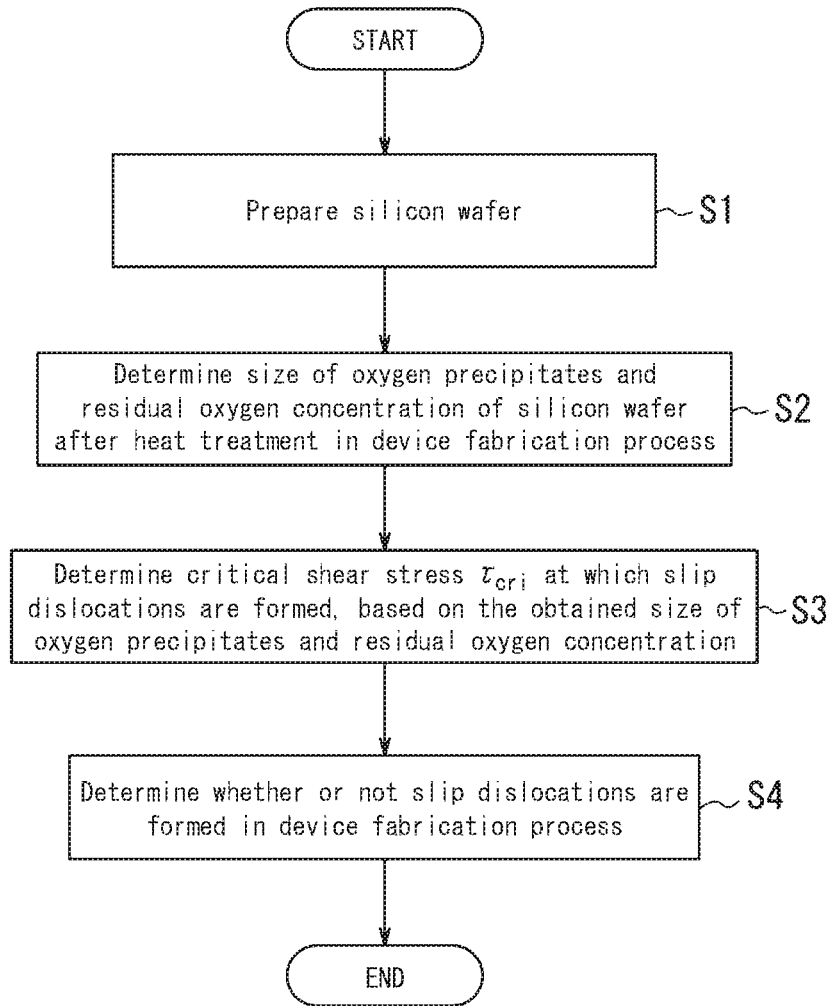 START
Prepare silicon wafer
S1
Determine size of oxygen precipitates and
residual oxygen concentration of silicon wafer
after heat treatment in device fabrication process
S2
Determine critical shear stress τcri at which slip
dislocations are formed, based on the obtained size of
oxygen precipitates and residual oxygen concentration
S3
Determine whether or not slip dislocations are
formed in device fabrication process
S4
END